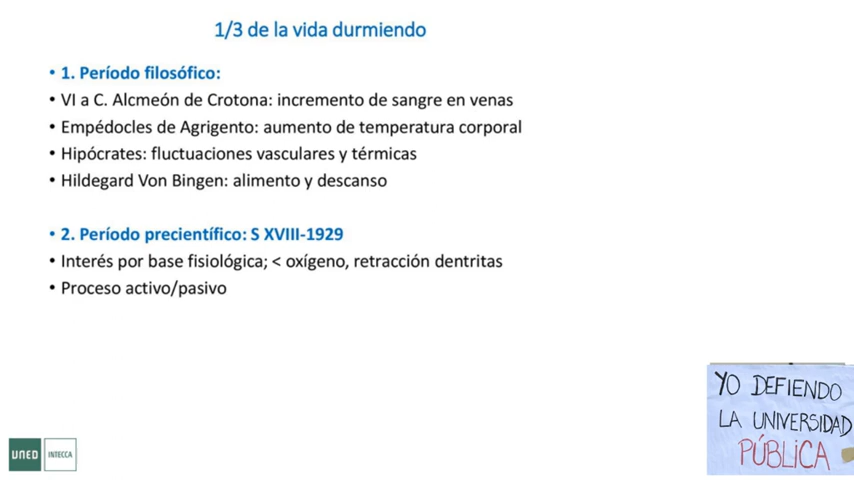 1/3 de la vida durmiendo
• 1. Período filosófico:
• VI a C. Alcmeón de Crotona: incremento de sangre en venas
• Empédocles de Agrigento: aumento de temperatura corporal
• Hipócrates: fluctuaciones vasculares y térmicas
• Hildegard Von Bingen: alimento y descanso
• 2. Período precientífico: S XVIII-1929
• Interés por base fisiológica; < oxígeno, retracción dentritas
• Proceso activo/pasivo
YO DEFIENDO
LA UNIVERSIDAD
PÚBLICA
UNED INTECCA